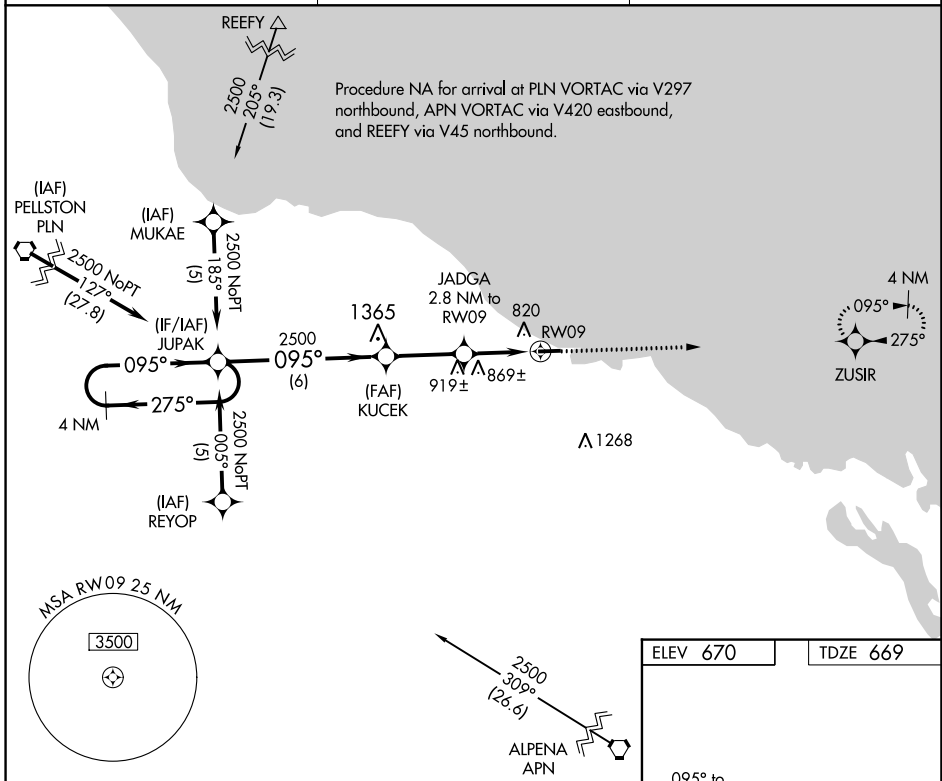 REEFY
2500
205°
(19.3)
Procedure NA for arrival at PLN VORTAC via V297
northbound, APN VORTAC via V420 eastbound,
and REEFY via V45 northbound.
(IAF)
PELLSTON
PLN
2500 NoPT
127°
(27.8)
(IAF)
MUKAE
2500 NoPT
185°
(5)
(IF/IAF)
JUPAK
095°
275°
4 NM
2500
095°
(6)
1365
(FAF)
KUCEK
JADGA
2.8 NM to
RW09
919±
869±
820
RW09
1268
4 NM
095°
275°
ZUSIR
2500 NoPT
005°
(5)
(IAF)
REYOP
MSA RW09 25 NM
3500
2500
309°
(26.6)
ALPENA
APN
ELEV 670
TDZE 669
095° to